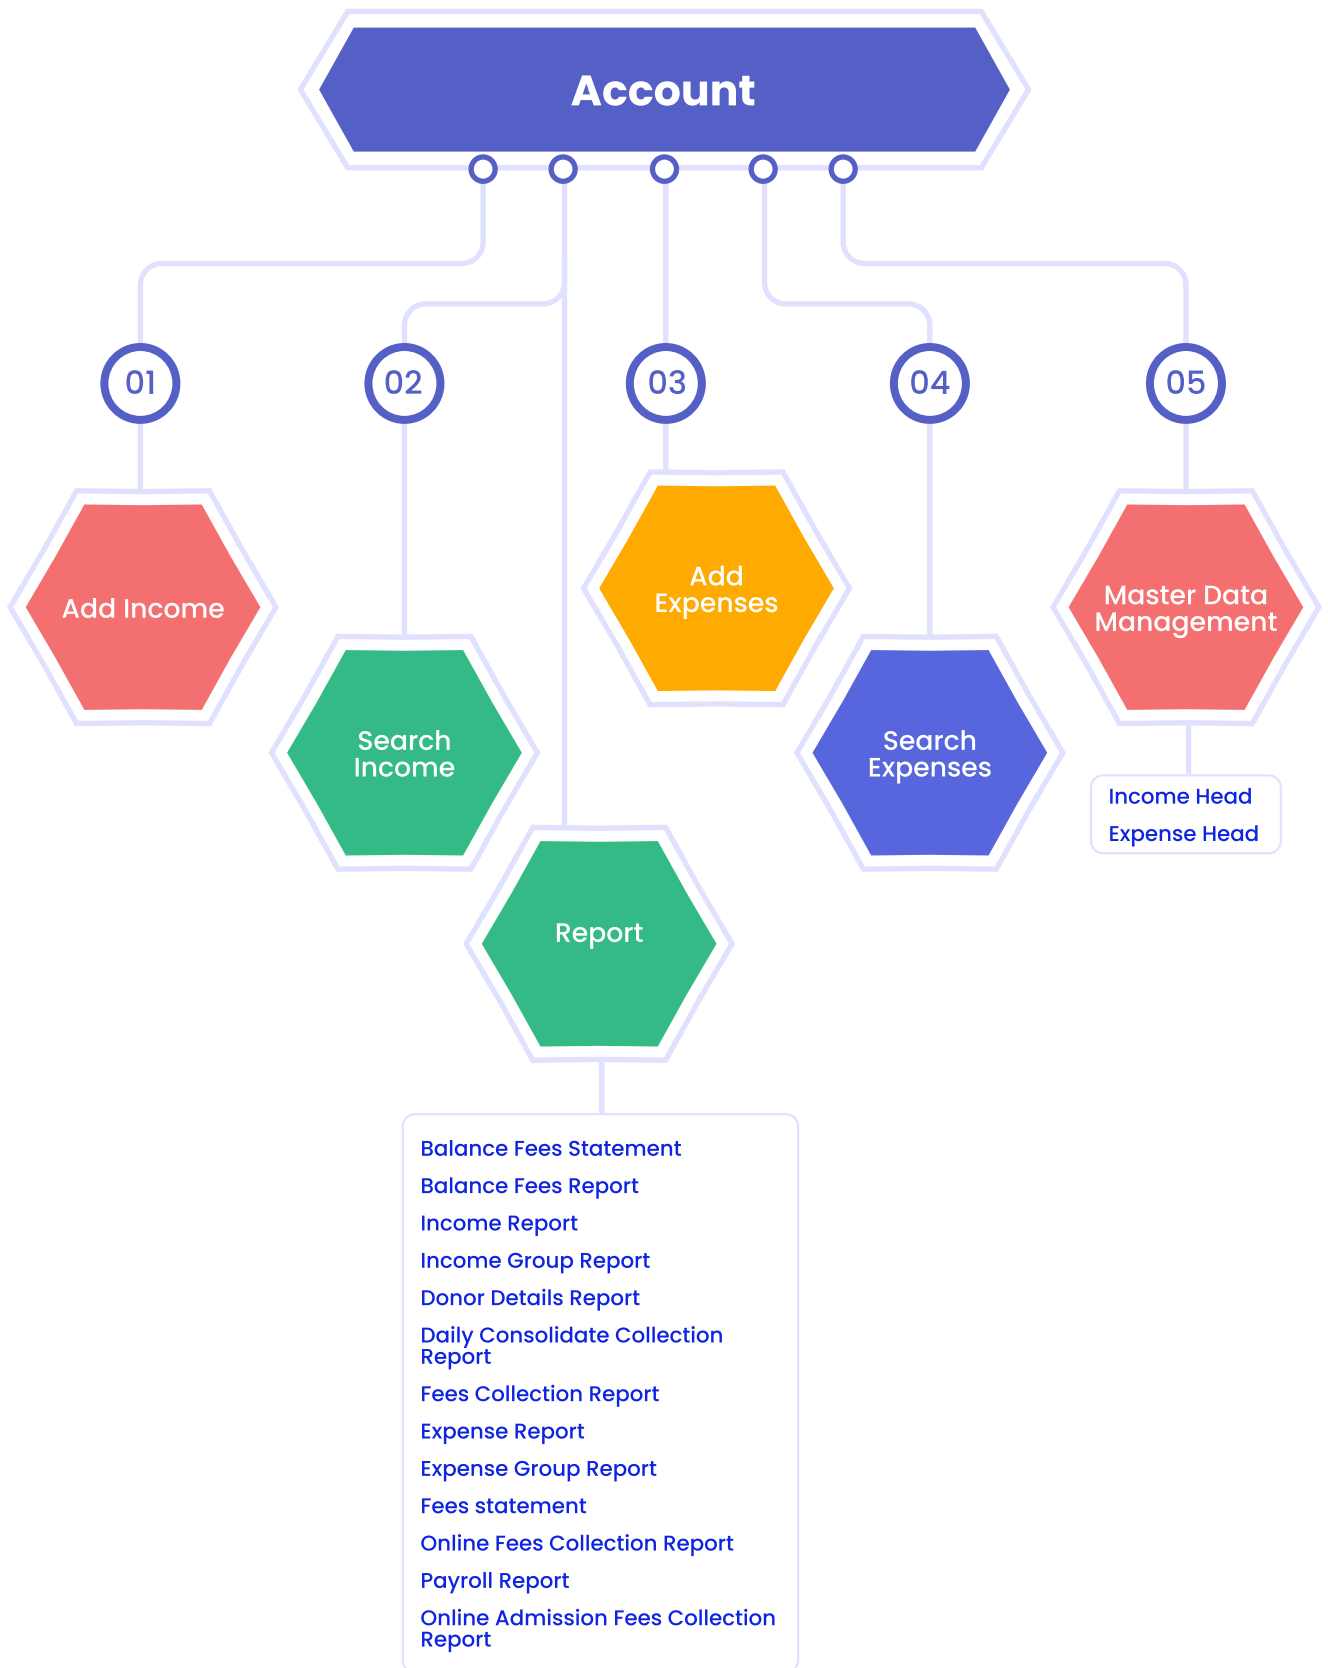 Account
01
02
03
04
05
Add Income
Search
Income
Add
Expenses
Search
Expenses
Master Data
Management
Income Head
Expense Head
Report
Balance Fees Statement
Balance Fees Report
Income Report
Income Group Report
Donor Details Report
Daily Consolidate Collection
Report
Fees Collection Report
Expense Report
Expense Group Report
Fees statement
Online Fees Collection Report
Payroll Report
Online Admission Fees Collection
Report